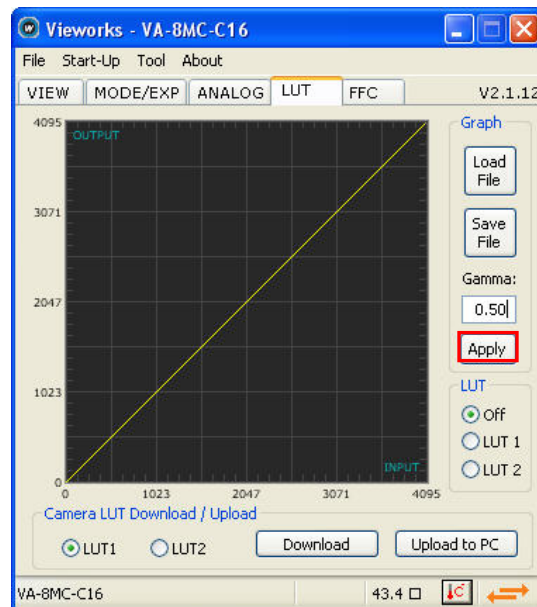 Vieworks - VA-8MC-C16
File Start-Up Tool About
VIEW MODE/EXP ANALOG LUT FFC V2.1.12
4095
OUTPUT
3071
2047
1023
0
INPUT
0 1023 2047 3071 4095
Graph
Load
File
Save
File
Gamma:
0.50
Apply
LUT
Off
LUT 1
LUT 2
Camera LUT Download / Upload
LUT1 LUT2 Download Upload to PC
VA-8MC-C16 43.4 □ C